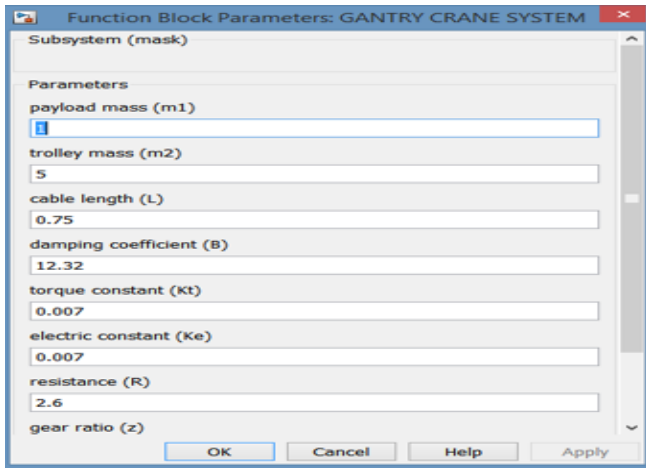 Function Block Parameters: GANTRY CRANE SYSTEM
Subsystem (mask)
Parameters
payload mass (m1)
1
trolley mass (m2)
5
cable length (L)
0.75
damping coefficient (B)
12.32
torque constant (Kt)
0.007
electric constant (Ke)
0.007
resistance (R)
2.6
gear ratio (z)
OK Cancel Help Apply